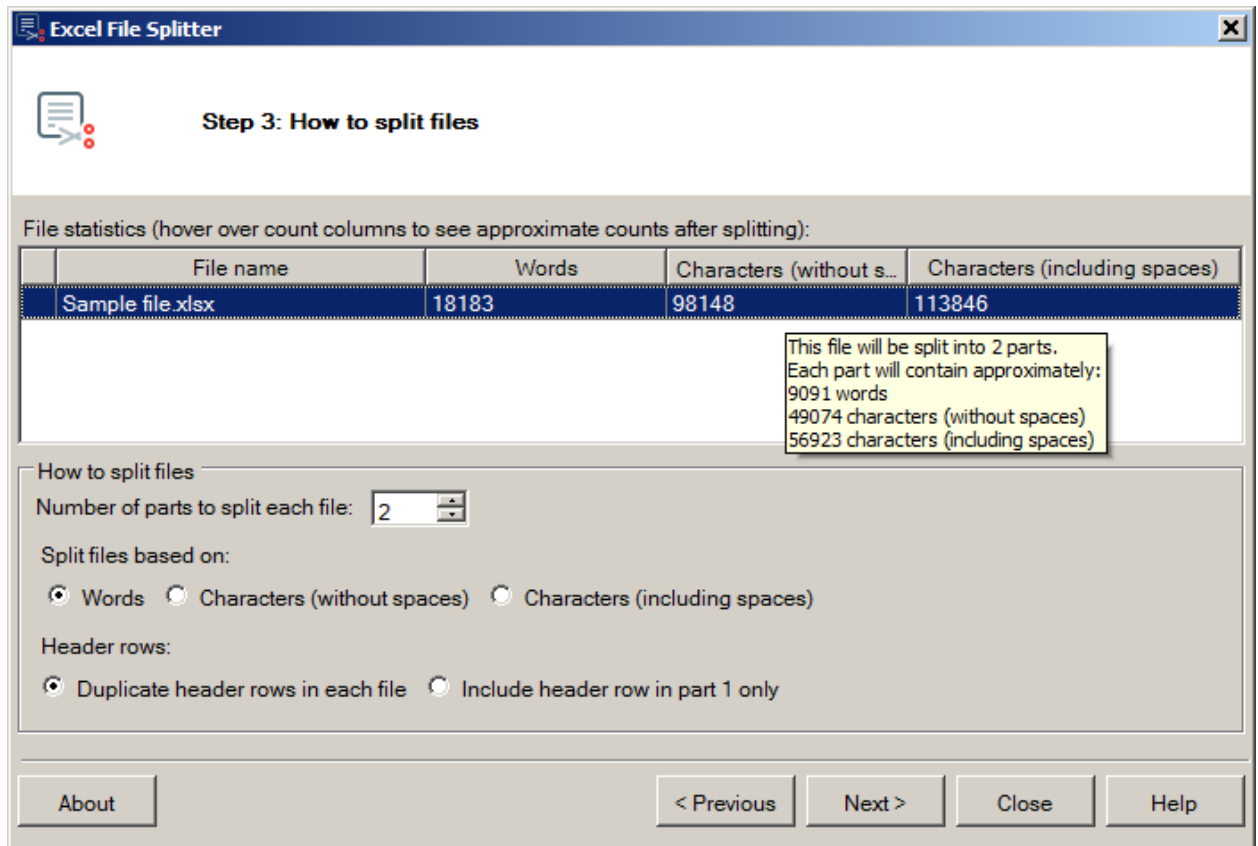 Excel File Splitter
Step 3: How to split files
File statistics (hover over count columns to see approximate counts after splitting):
File name Words Characters (without s... Characters (including spaces)
Sample file.xlsx 18183 98148 113846
This file will be split into 2 parts.
Each part will contain approximately:
9091 words
49074 characters (without spaces)
56923 characters (including spaces)
How to split files
Number of parts to split each file: 2
Split files based on:
Words Characters (without spaces) Characters (including spaces)
Header rows:
Duplicate header rows in each file Include header row in part 1 only
About < Previous Next > Close Help